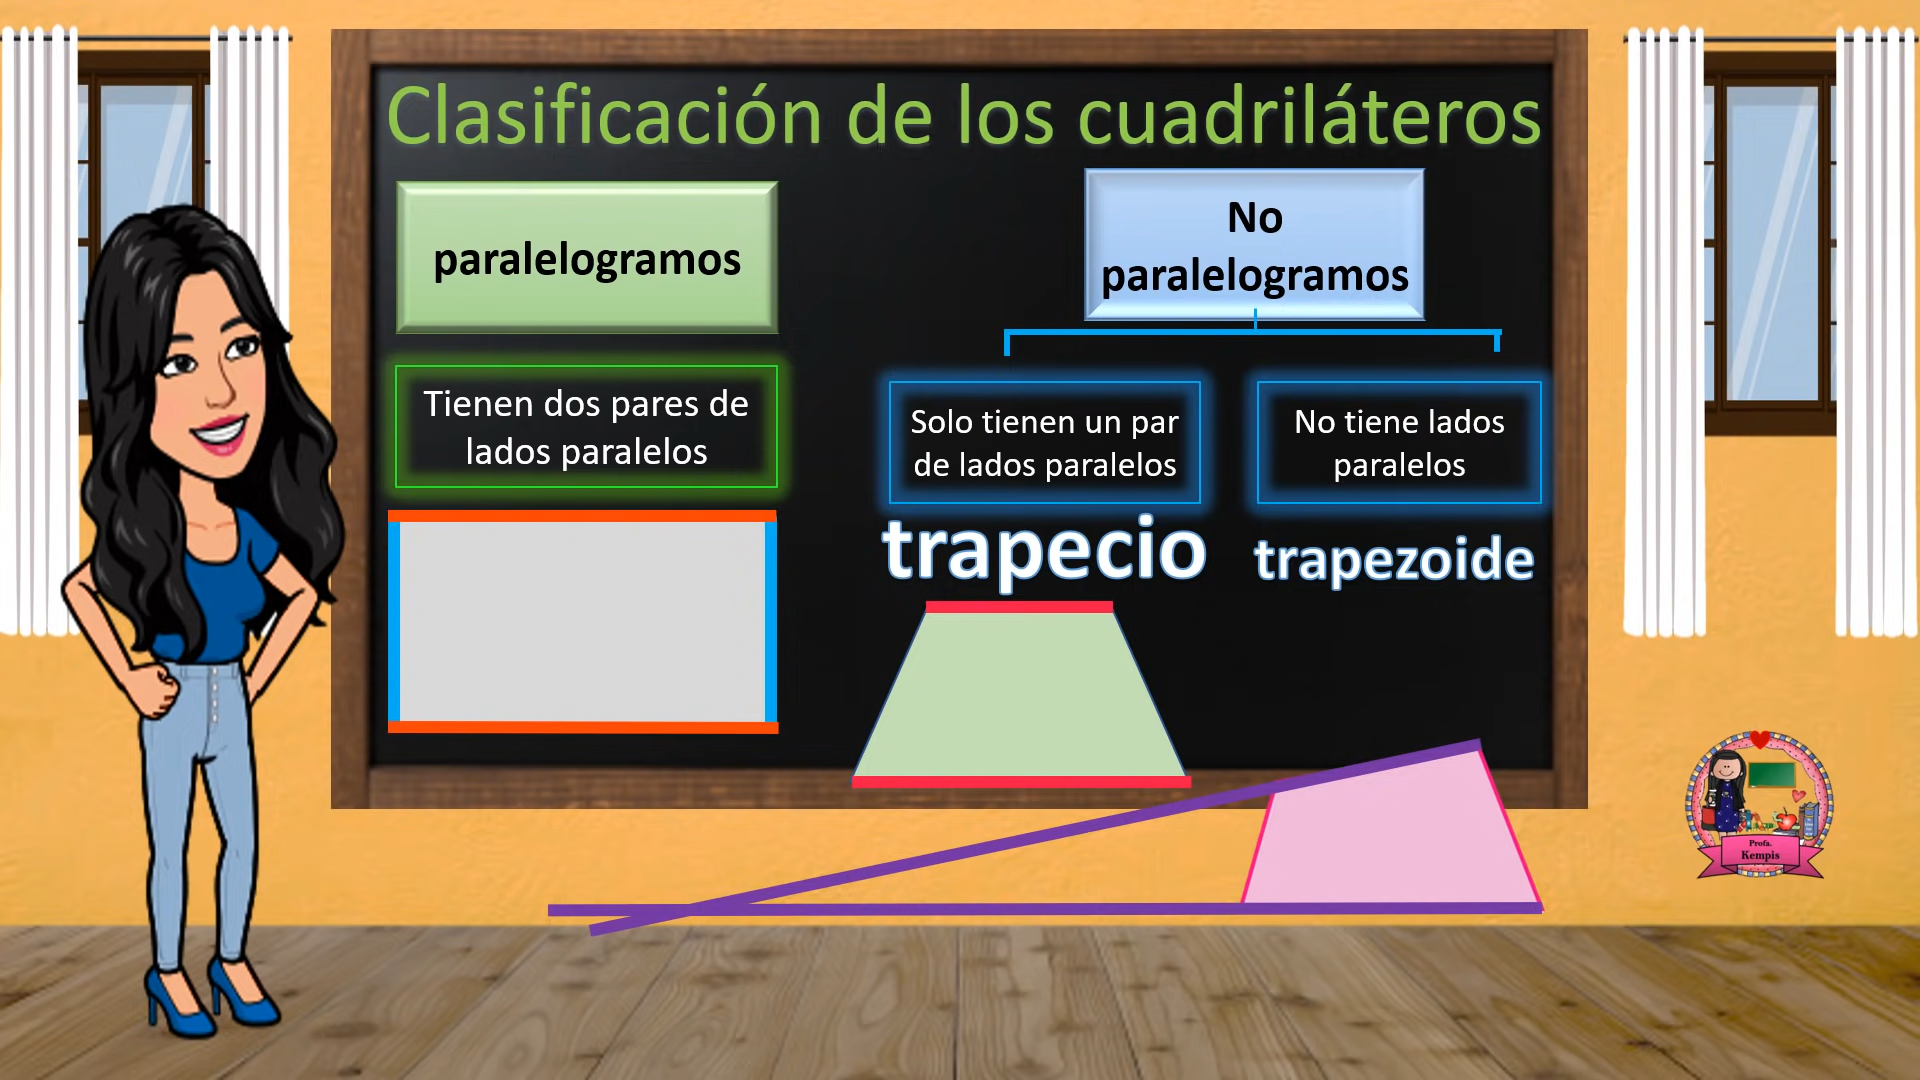 Clasificación de los cuadriláteros
paralelogramos
Tienen dos pares de
lados paralelos
No
paralelogramos
Solo tienen un par
de lados paralelos
trapecio
No tiene lados
paralelos
trapezoide
Profa.
Kempis